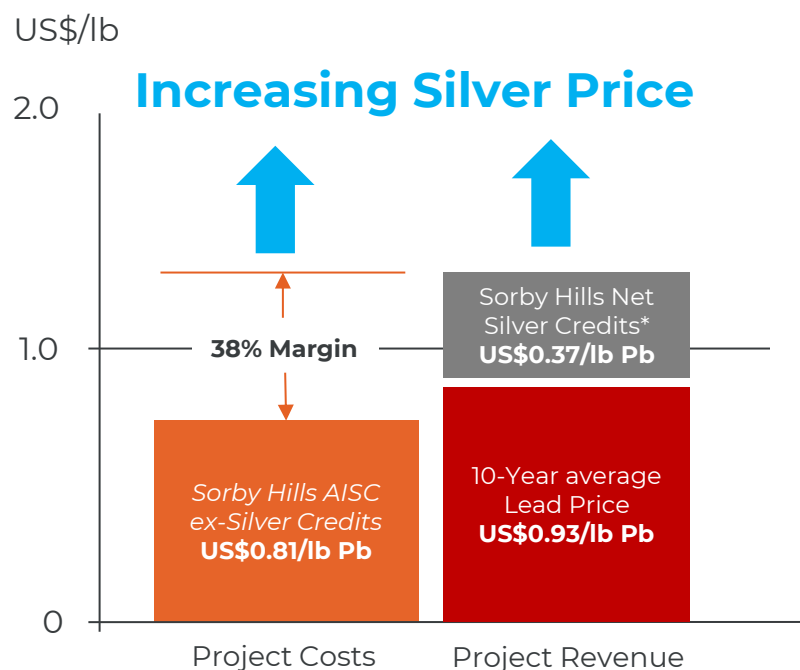 US$/lb
Increasing Silver Price
2.0
Sorby Hills Net
Silver Credits*
US$0.37/lb Pb
1.0
38% Margin
Sorby Hills AISC
ex-Silver Credits
US$0.81/lb Pb
10-Year average
Lead Price
US$0.93/lb Pb
0
Project Costs
Project Revenue